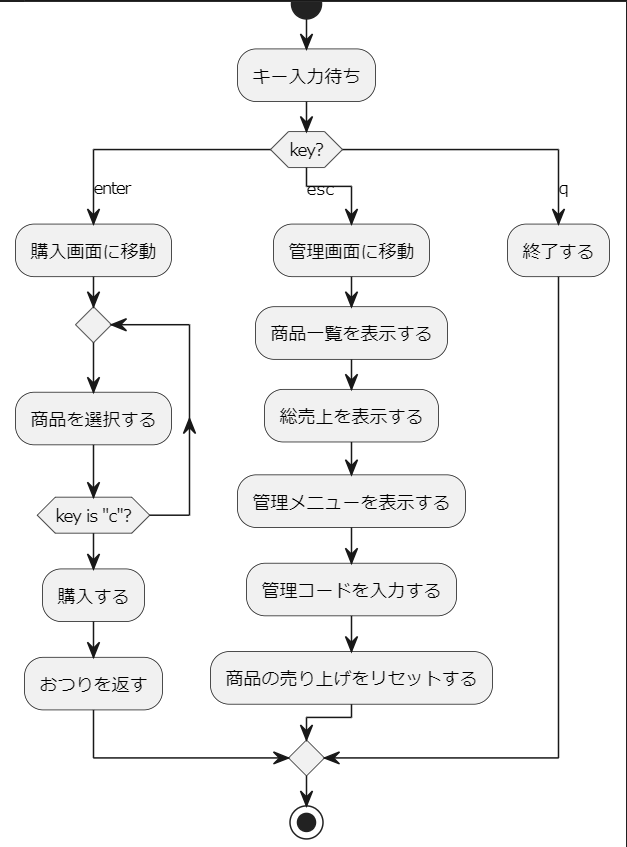 キー入力待ち
key?
enter
esc
q
購入画面に移動
管理画面に移動
終了する
商品一覧を表示する
商品を選択する
総売上を表示する
管理メニューを表示する
key is "c"?
購入する
管理コードを入力する
おつりを返す
商品の売り上げをリセットする